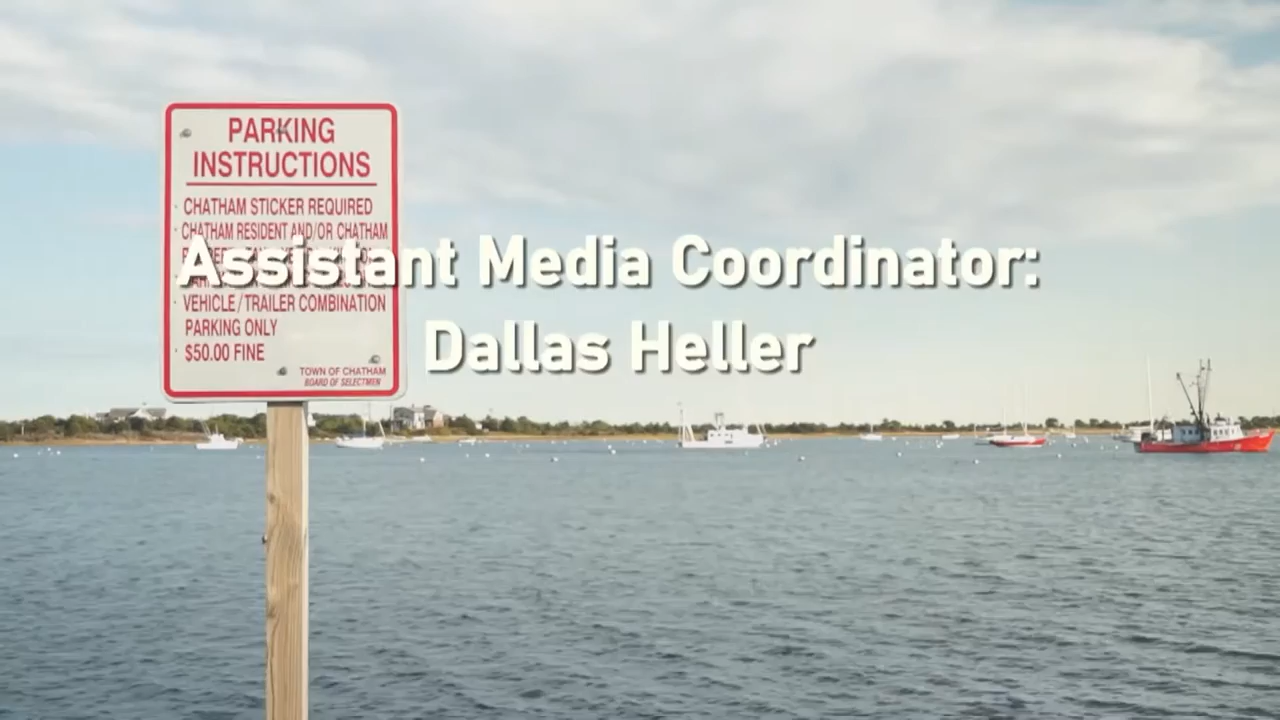 PARKING
INSTRUCTIONS
CHATHAM STICKER REQUIRED
CHATHAM RESIDENT AND/OR CHATHAM
Assistant Media Coordinator:
VEHICLE/TRAILER COMBINATION
PARKING ONLY
Dallas Heller
$50.00 FINE
TOWN OF CHATHAM
BOARD OF SELECTMEN